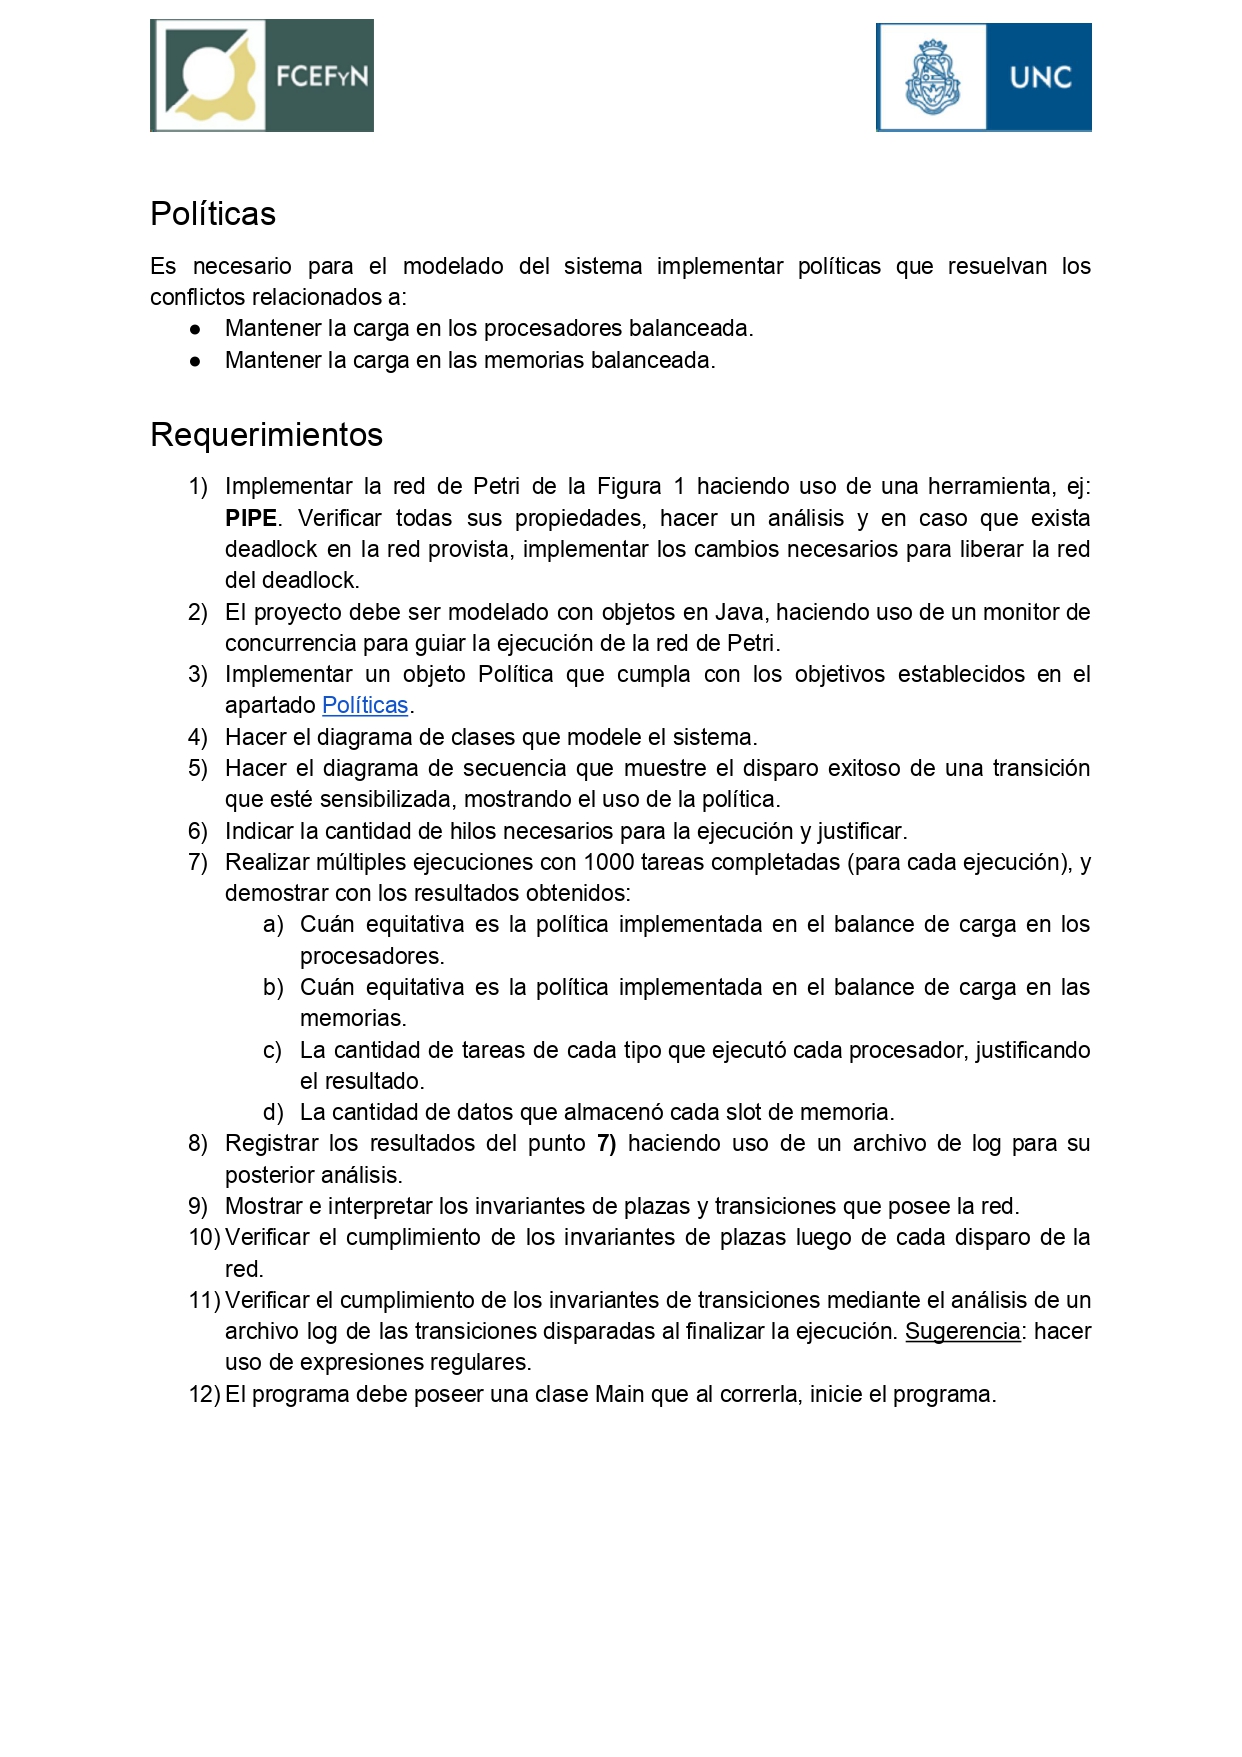 FCEFyN
UNC
Políticas
Es necesario para el modelado del sistema implementar políticas que resuelvan los
conflictos relacionados a:
● Mantener la carga en los procesadores balanceada.
● Mantener la carga en las memorias balanceada.
Requerimientos
1) Implementar la red de Petri de la Figura 1 haciendo uso de una herramienta, ej:
PIPE. Verificar todas sus propiedades, hacer un análisis y en caso que exista
deadlock en la red provista, implementar los cambios necesarios para liberar la red
del deadlock.
2) El proyecto debe ser modelado con objetos en Java, haciendo uso de un monitor de
concurrencia para guiar la ejecución de la red de Petri.
3) Implementar un objeto Política que cumpla con los objetivos establecidos en el
apartado Políticas.
4) Hacer el diagrama de clases que modele el sistema.
5) Hacer el diagrama de secuencia que muestre el disparo exitoso de una transición
que esté sensibilizada, mostrando el uso de la política.
6) Indicar la cantidad de hilos necesarios para la ejecución y justificar.
7) Realizar múltiples ejecuciones con 1000 tareas completadas (para cada ejecución), y
demostrar con los resultados obtenidos:
a) Cuán equitativa es la política implementada en el balance de carga en los
procesadores.
b) Cuán equitativa es la política implementada en el balance de carga en las
memorias.
c) La cantidad de tareas de cada tipo que ejecutó cada procesador, justificando
el resultado.
d) La cantidad de datos que almacenó cada slot de memoria.
8) Registrar los resultados del punto 7) haciendo uso de un archivo de log para su
posterior análisis.
9) Mostrar e interpretar los invariantes de plazas y transiciones que posee la red.
10) Verificar el cumplimiento de los invariantes de plazas luego de cada disparo de la
red.
11) Verificar el cumplimiento de los invariantes de transiciones mediante el análisis de un
archivo log de las transiciones disparadas al finalizar la ejecución. Sugerencia: hacer
uso de expresiones regulares.
12) El programa debe poseer una clase Main que al correrla, inicie el programa.